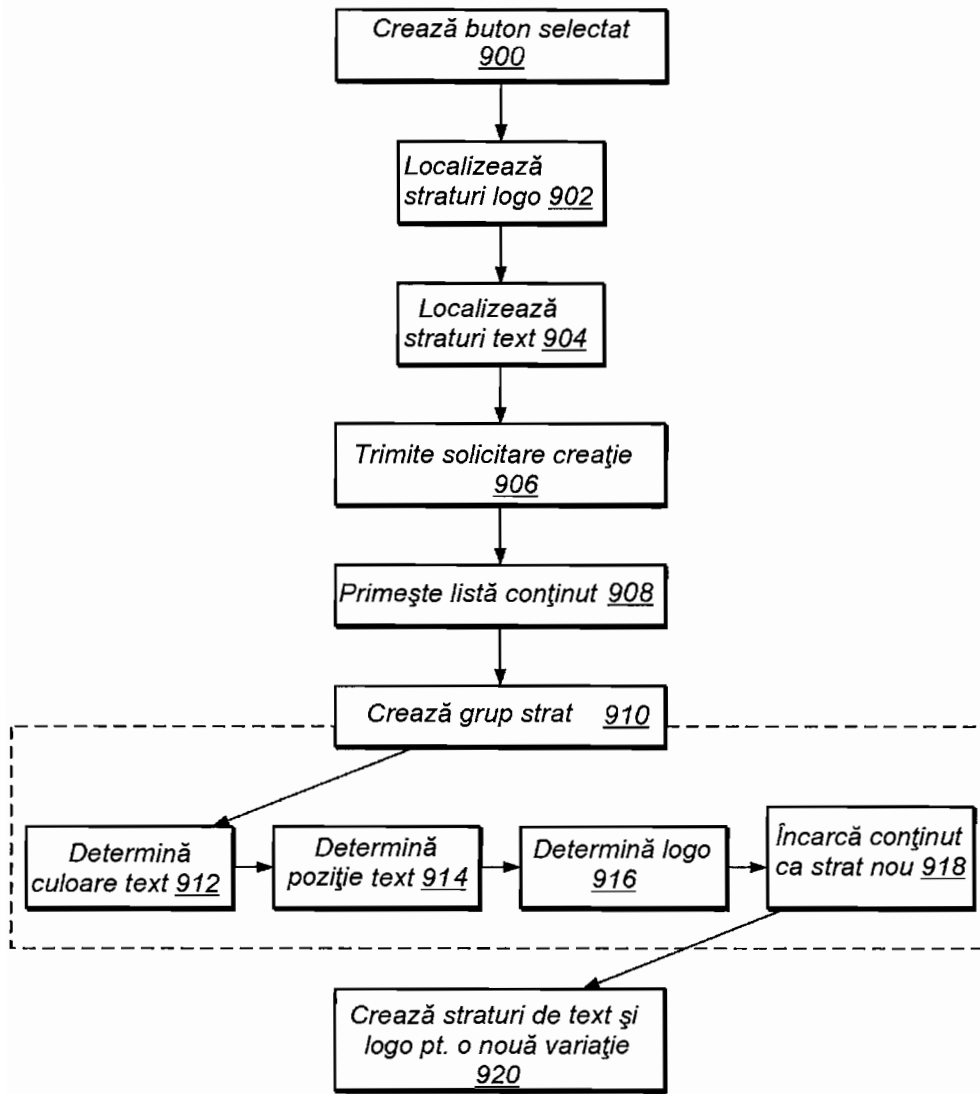 Crează buton selectat
900
Localizează
straturi logo 902
Localizează
straturi text 904
Trimite solicitare creaţie
906
Primeşte listă conţinut 908
Crează grup strat 910
Determină
culoare text 912
Determină
poziţie text 914
Determină logo
916
Încarcă conţinut
ca strat nou 918
Crează straturi de text şi
logo pt. o nouă variaţie
920